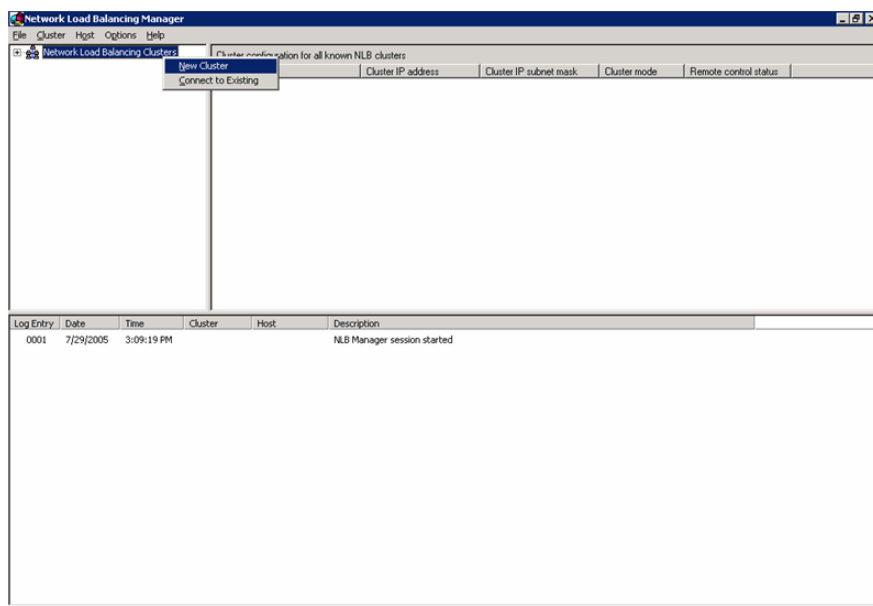 Network Load Balancing Manager
File Cluster Host Options Help
Network Load Balancing Clusters
Cluster configuration for all known NLB clusters
New Cluster
Connect to Existing
Cluster IP address Cluster IP subnet mask Cluster mode Remote control status
Log Entry Date Time Cluster Host Description
0001 7/29/2005 3:09:19 PM NLB Manager session started